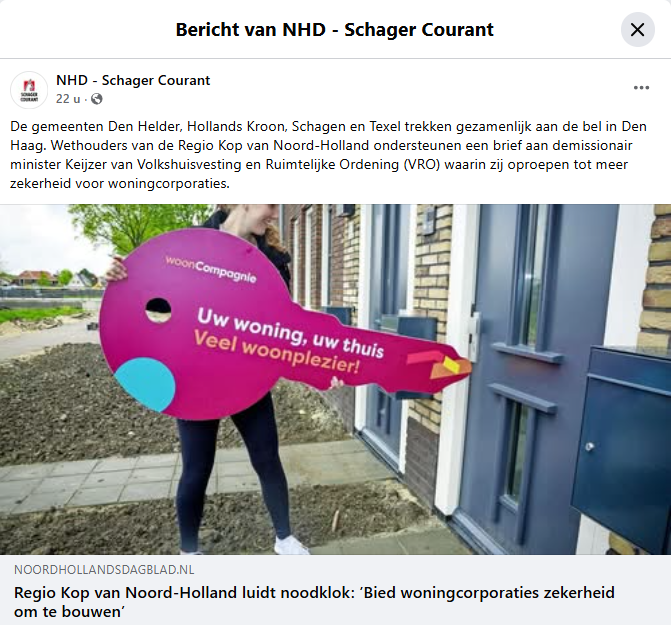 Bericht van NHD - Schager Courant
NHD - Schager Courant
SCHAGER
COURANT
22 u ·
De gemeenten Den Helder, Hollands Kroon, Schagen en Texel trekken gezamenlijk aan de bel in Den
Haag. Wethouders van de Regio Kop van Noord-Holland ondersteunen een brief aan demissionair
minister Keijzer van Volkshuisvesting en Ruimtelijke Ordening (VRO) waarin zij oproepen tot meer
zekerheid voor woningcorporaties.
woonCompagnie
Uw woning, uw thuis
Veel woonplezier!
NOORDHOLLANDSDAGBLAD.NL
Regio Kop van Noord-Holland luidt noodklok: ‘Bied woningcorporaties zekerheid
om te bouwen’